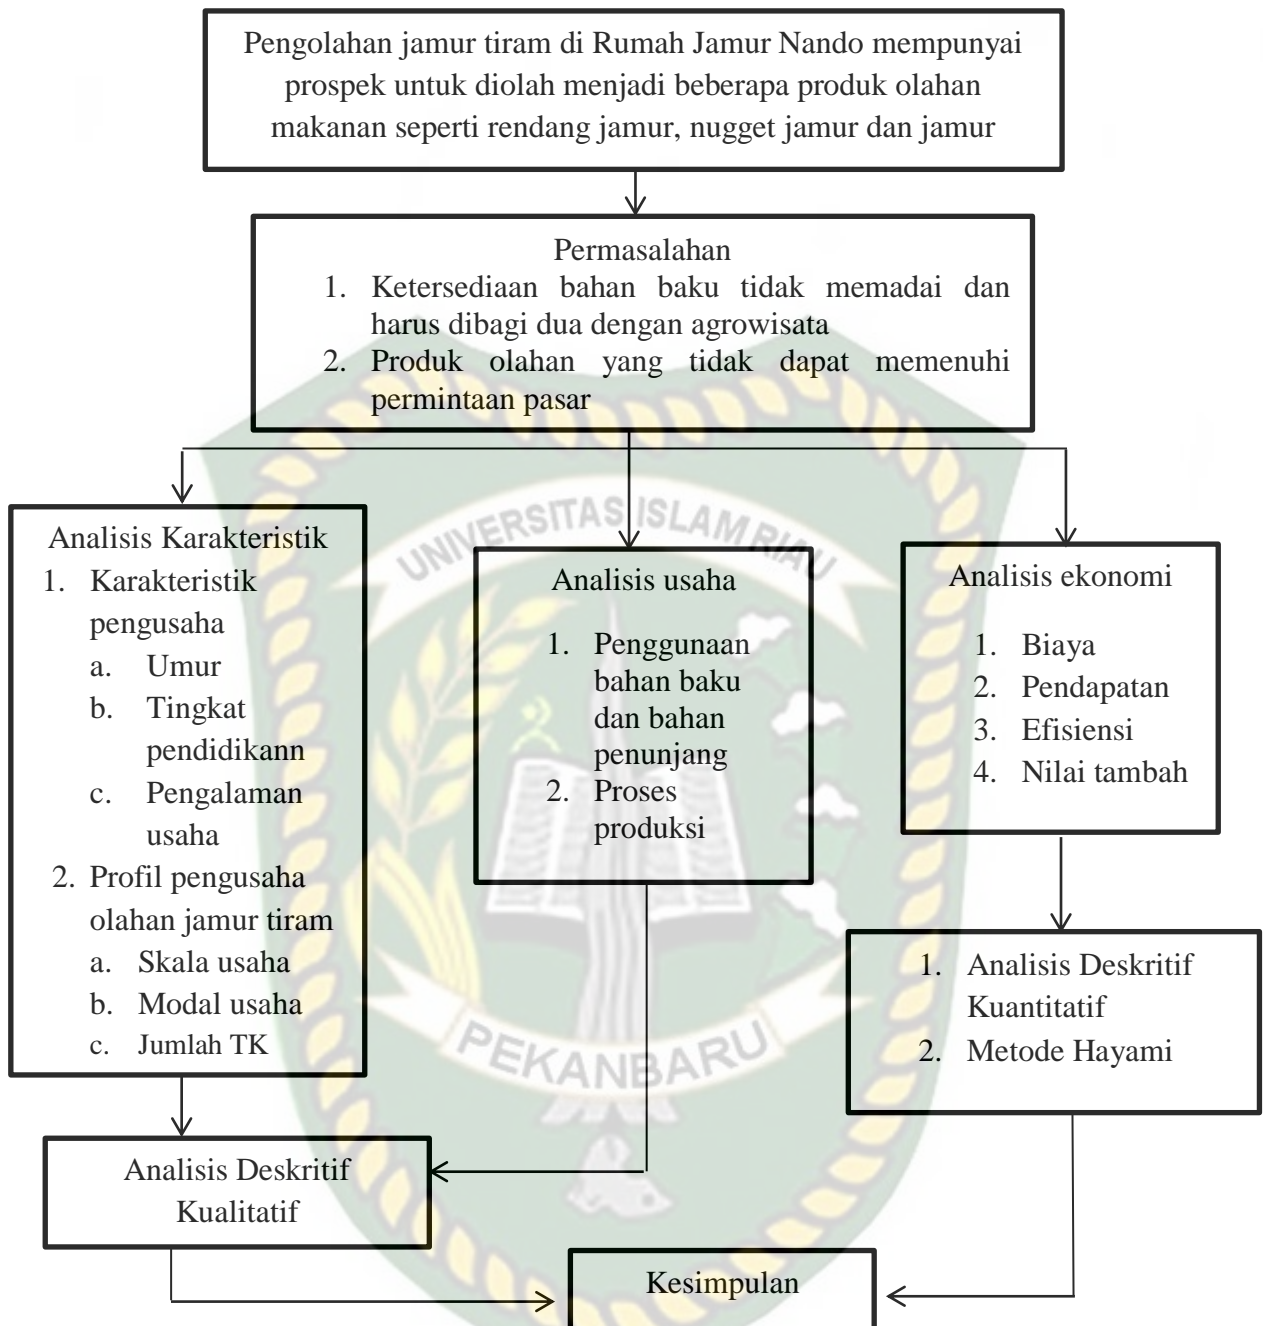 Pengolahan jamur tiram di Rumah Jamur Nando mempunyai
prospek untuk diolah menjadi beberapa produk olahan
makanan seperti rendang jamur, nugget jamur dan jamur
Permasalahan
1. Ketersediaan bahan baku tidak memadai dan
harus dibagi dua dengan agrowisata
2. Produk olahan yang tidak dapat memenuhi
permintaan pasar
Analisis Karakteristik
1. Karakteristik
pengusaha
a. Umur
b. Tingkat
pendidikann
c. Pengalaman
usaha
2. Profil pengusaha
olahan jamur tiram
a. Skala usaha
b. Modal usaha
c. Jumlah TK
Analisis usaha
1. Penggunaan
bahan baku
dan bahan
penunjang
2. Proses
produksi
Analisis ekonomi
1. Biaya
2. Pendapatan
3. Efisiensi
4. Nilai tambah
1. Analisis Deskritif
Kuantitatif
2. Metode Hayami
Analisis Deskritif
Kualitatif
Kesimpulan
UNIVERSITAS ISLAM RIAU
PEKANBARU